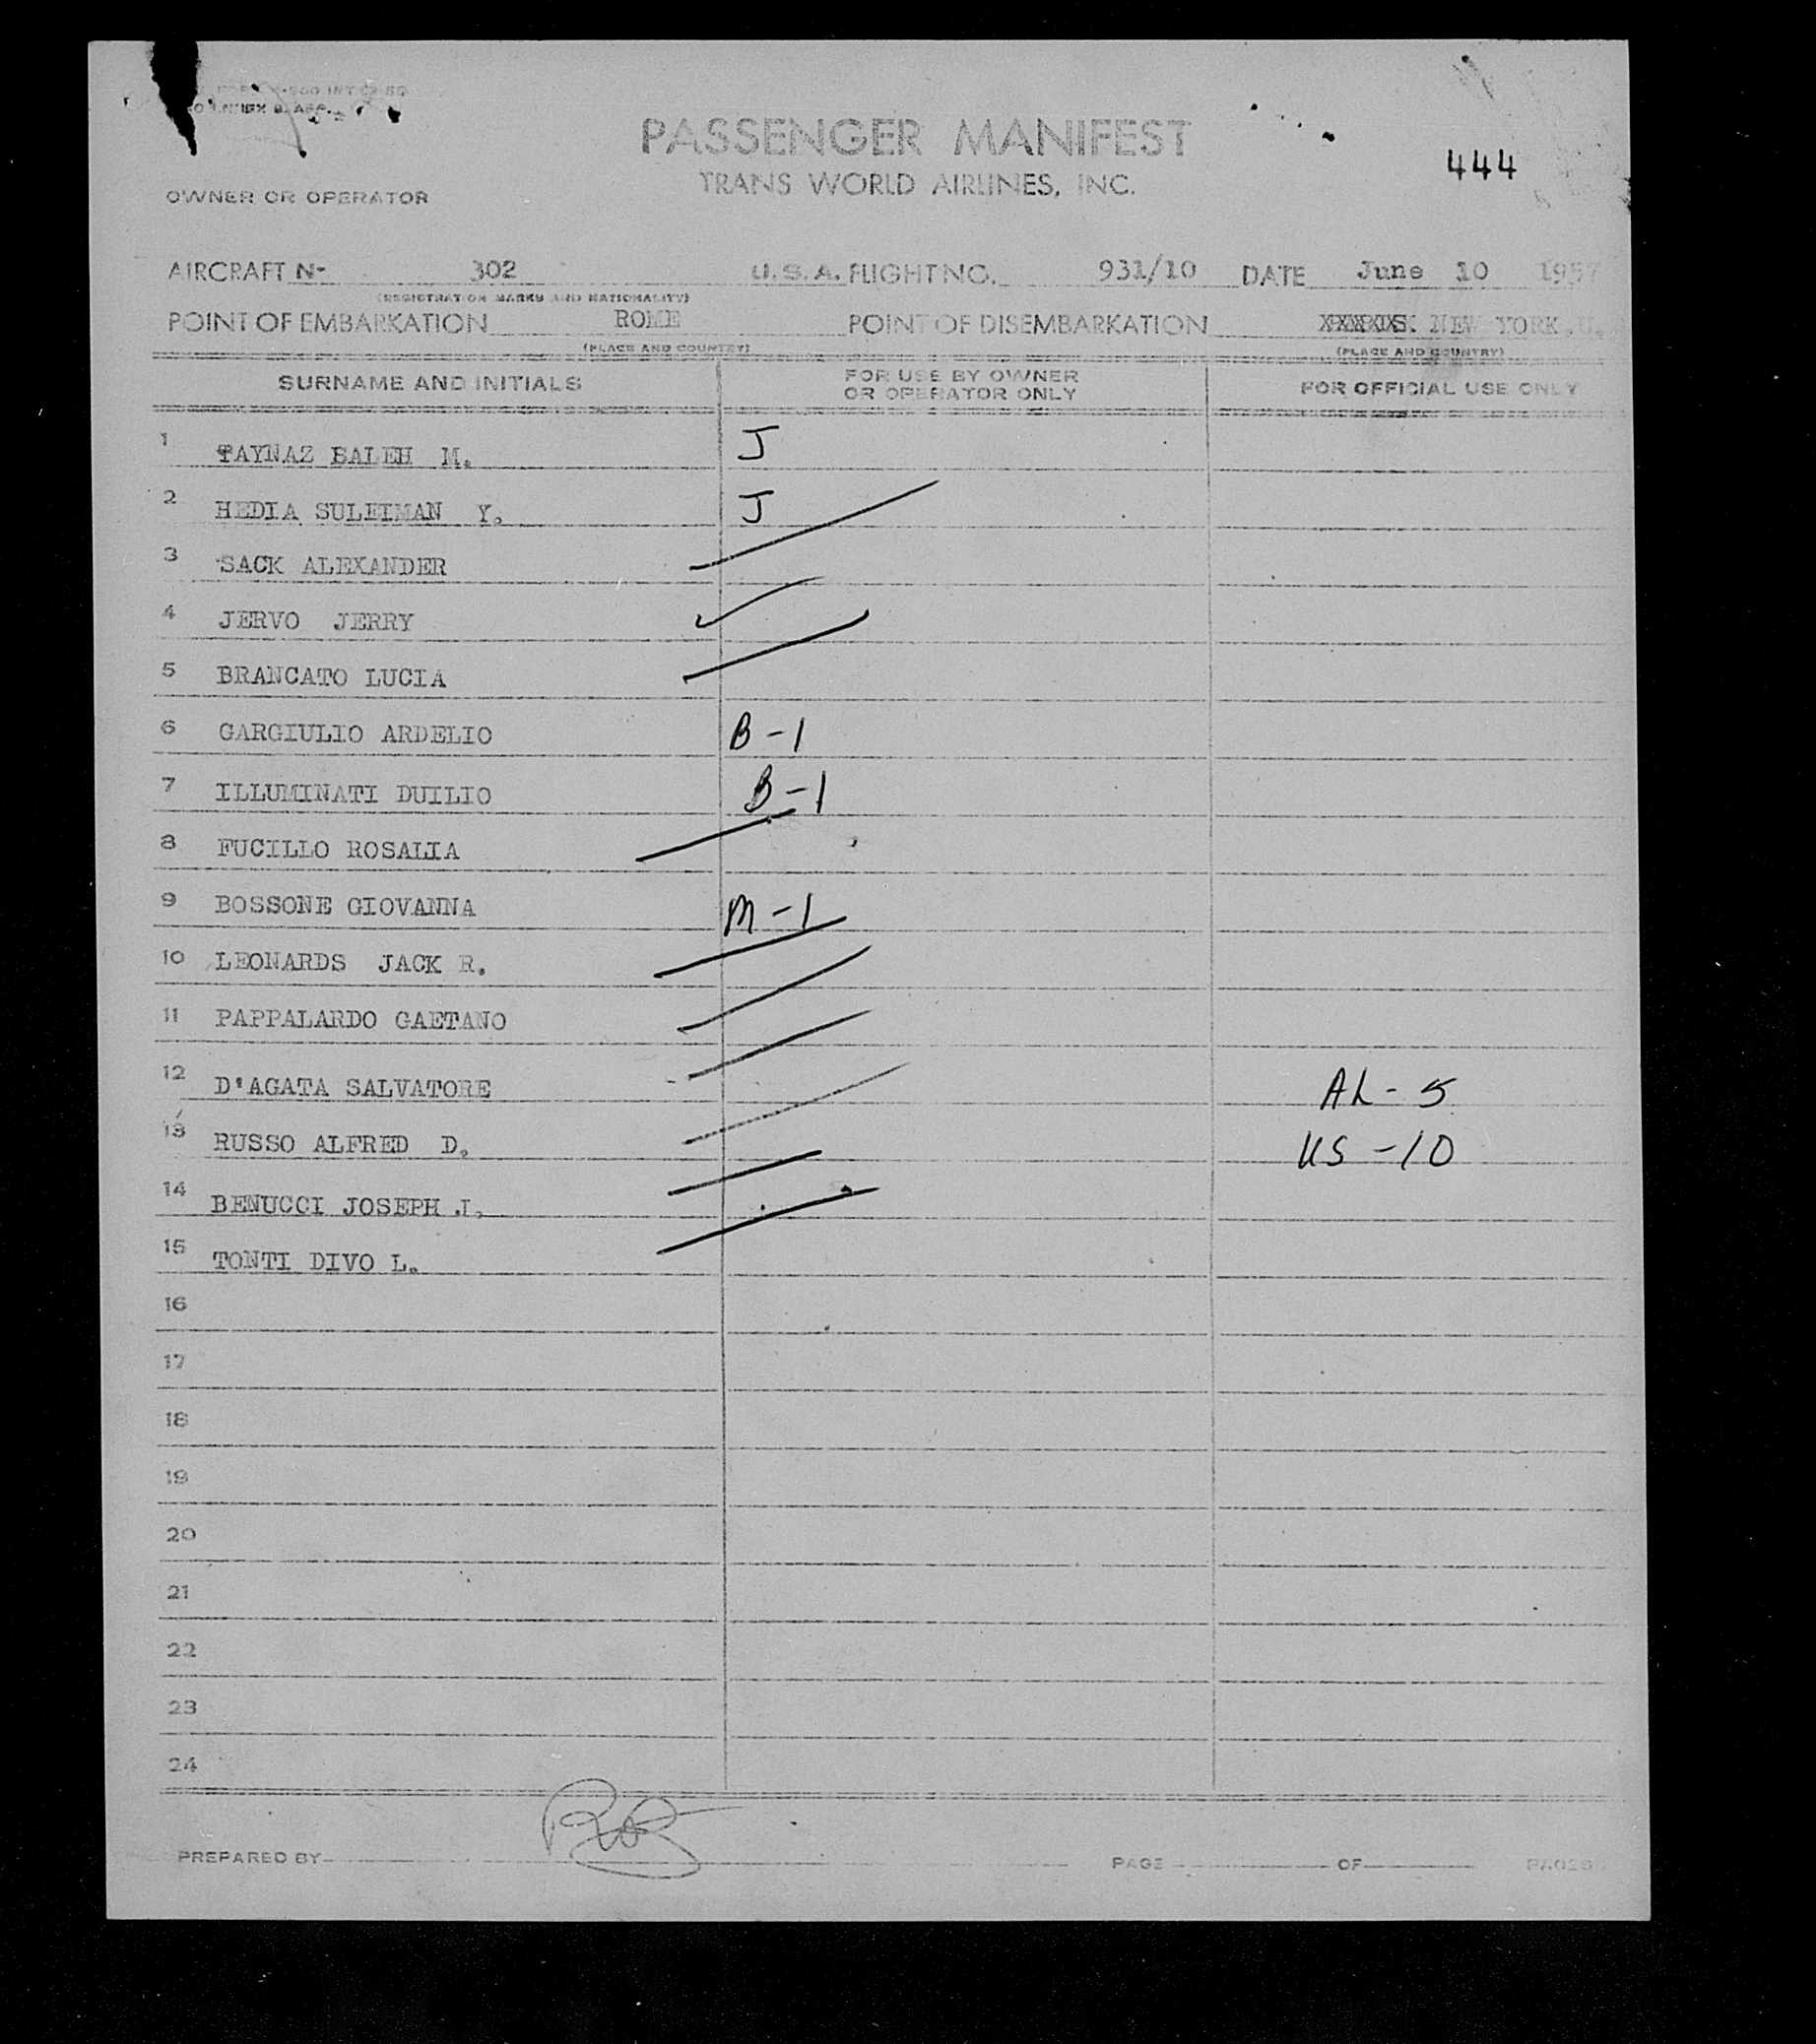 PASSENGER MANIFEST
444
TRANS WORLD AIRLINES, INC.
OWNER OR OPERATOR
AIRCRAFT N- 302 U.S.A. FLIGHT NO. 931/10 DATE June 10 1957
(REGISTRATION MARKS AND NATIONALITY)
POINT OF EMBARKATION ROME POINT OF DISEMBARKATION NEW YORK.U.
(PLACE AND COUNTRY) (PLACE AND COUNTRY)
SURNAME AND INITIALS FOR USE BY OWNER OR OPERATOR ONLY FOR OFFICIAL USE ONLY
1 TAYNAZ SALEH M. J
2 HEDIA SULEIMAN Y. J
3 SACK ALEXANDER
4 JERVO JERRY
5 BRANCATO LUCIA
6 GARGIULIO ARDELIO B-1
7 ILLUMINATI DUILIO B-1
8 FUCILLO ROSALIA
9 BOSSONE GIOVANNA M-1
10 LEONARDS JACK R.
11 PAPPALARDO GAETANO
12 D'AGATA SALVATORE AL-5
13 RUSSO ALFRED D. US-10
14 BENUCCI JOSEPH J.
15 TONTI DIVO L.
16
17
18
19
20
21
22
23
24
PREPARED BY PAGE OF PAGES